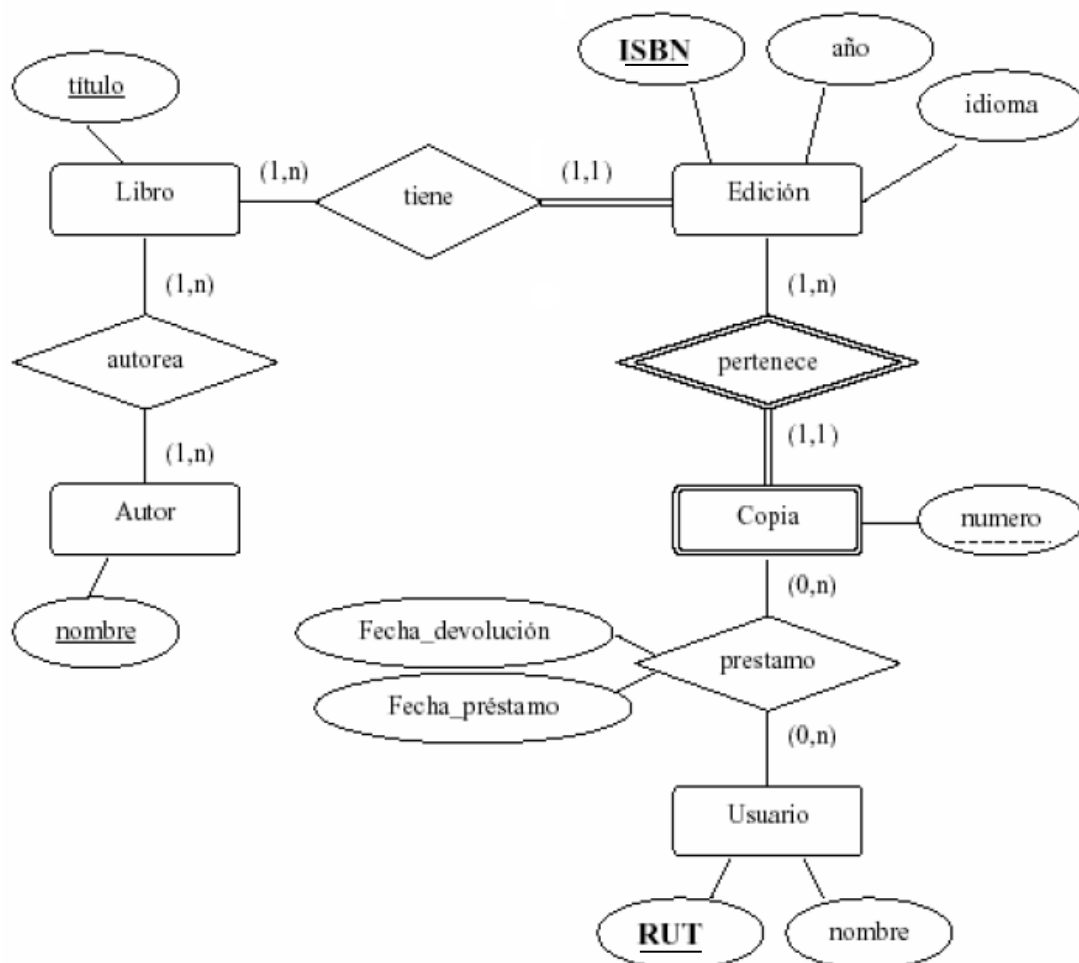 ISBN
año
título
idioma
Libro
(1,n)
tiene
(1,1)
Edición
(1,n)
(1,n)
autorea
pertenece
(1,n)
(1,1)
Autor
Copia
numero
(0,n)
nombre
Fecha_devolución
prestamo
Fecha_préstamo
(0,n)
Usuario
RUT
nombre